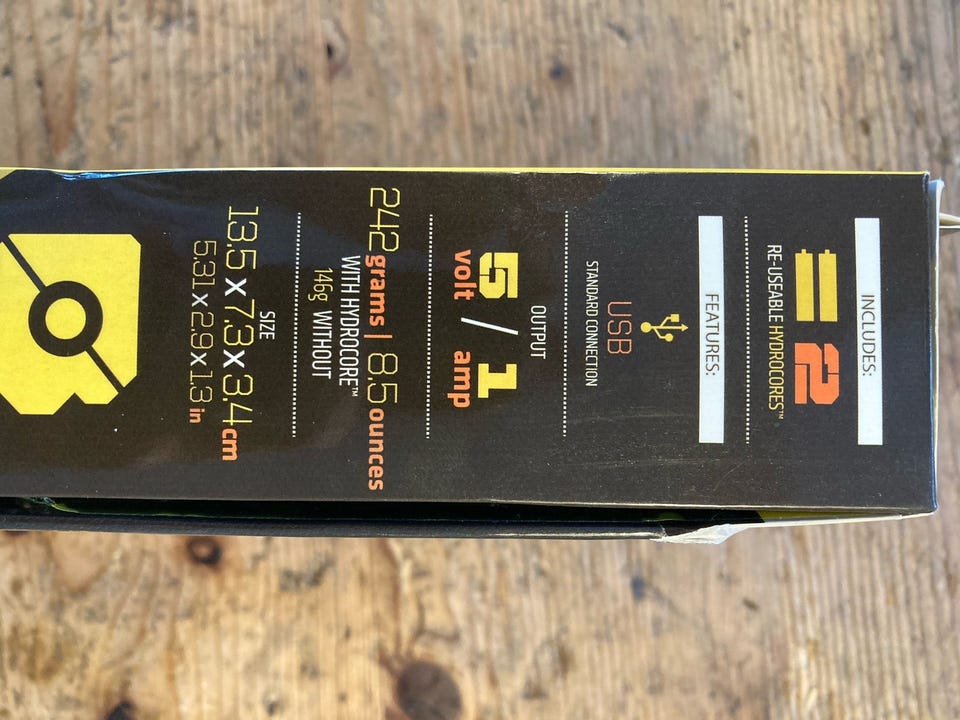 INCLUDES:
2
RE-USEABLE HYDROCORES™
FEATURES:
USB
STANDARD CONNECTION
OUTPUT
5 / 1
volt amp
242 grams | 8.5 ounces
WITH HYDROCORE™
146g WITHOUT
SIZE
13.5 x 7.3 x 3.4 cm
5.31 x 2.9 x 1.3 in